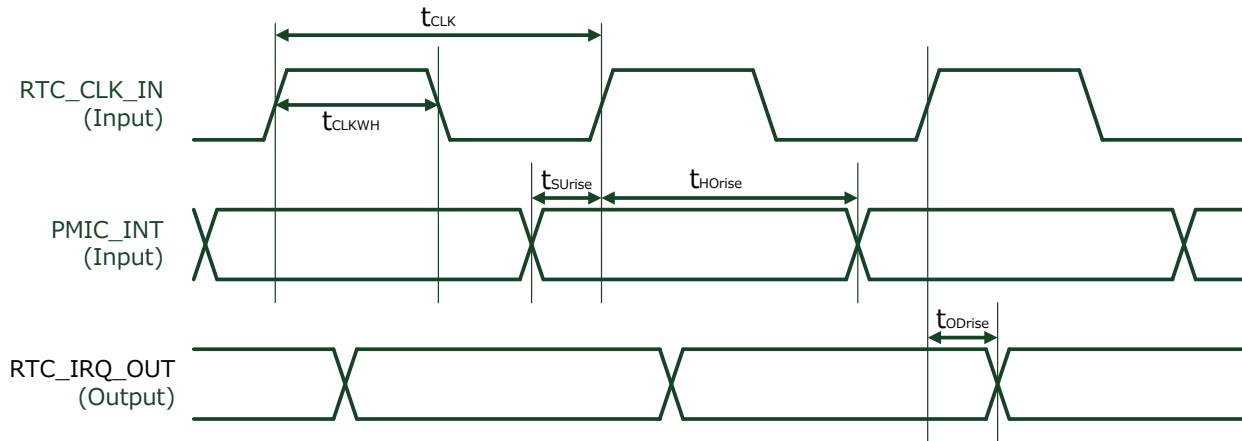 tCLK
RTC_CLK_IN
(Input)
tCLKWH
tSUrise
tHOrise
PMIC_INT
(Input)
tODrise
RTC_IRQ_OUT
(Output)